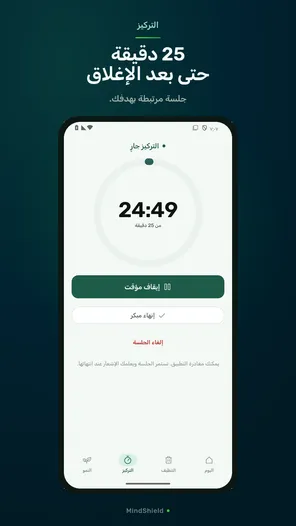 التركيز
25 دقيقة
حتى بعد الإغلاق
جلسة مرتبطة بهدفك.
التركيز جارٍ
24:49
من 25 دقيقة
إيقاف مؤقت
إنهاء مبكر
إلغاء الجلسة
يمكنك مغادرة التطبيق، تستمر الجلسة ويصلك الإشعار عند انتهائها.
اليوم
التنظيف
التركيز
النمو
MindShield